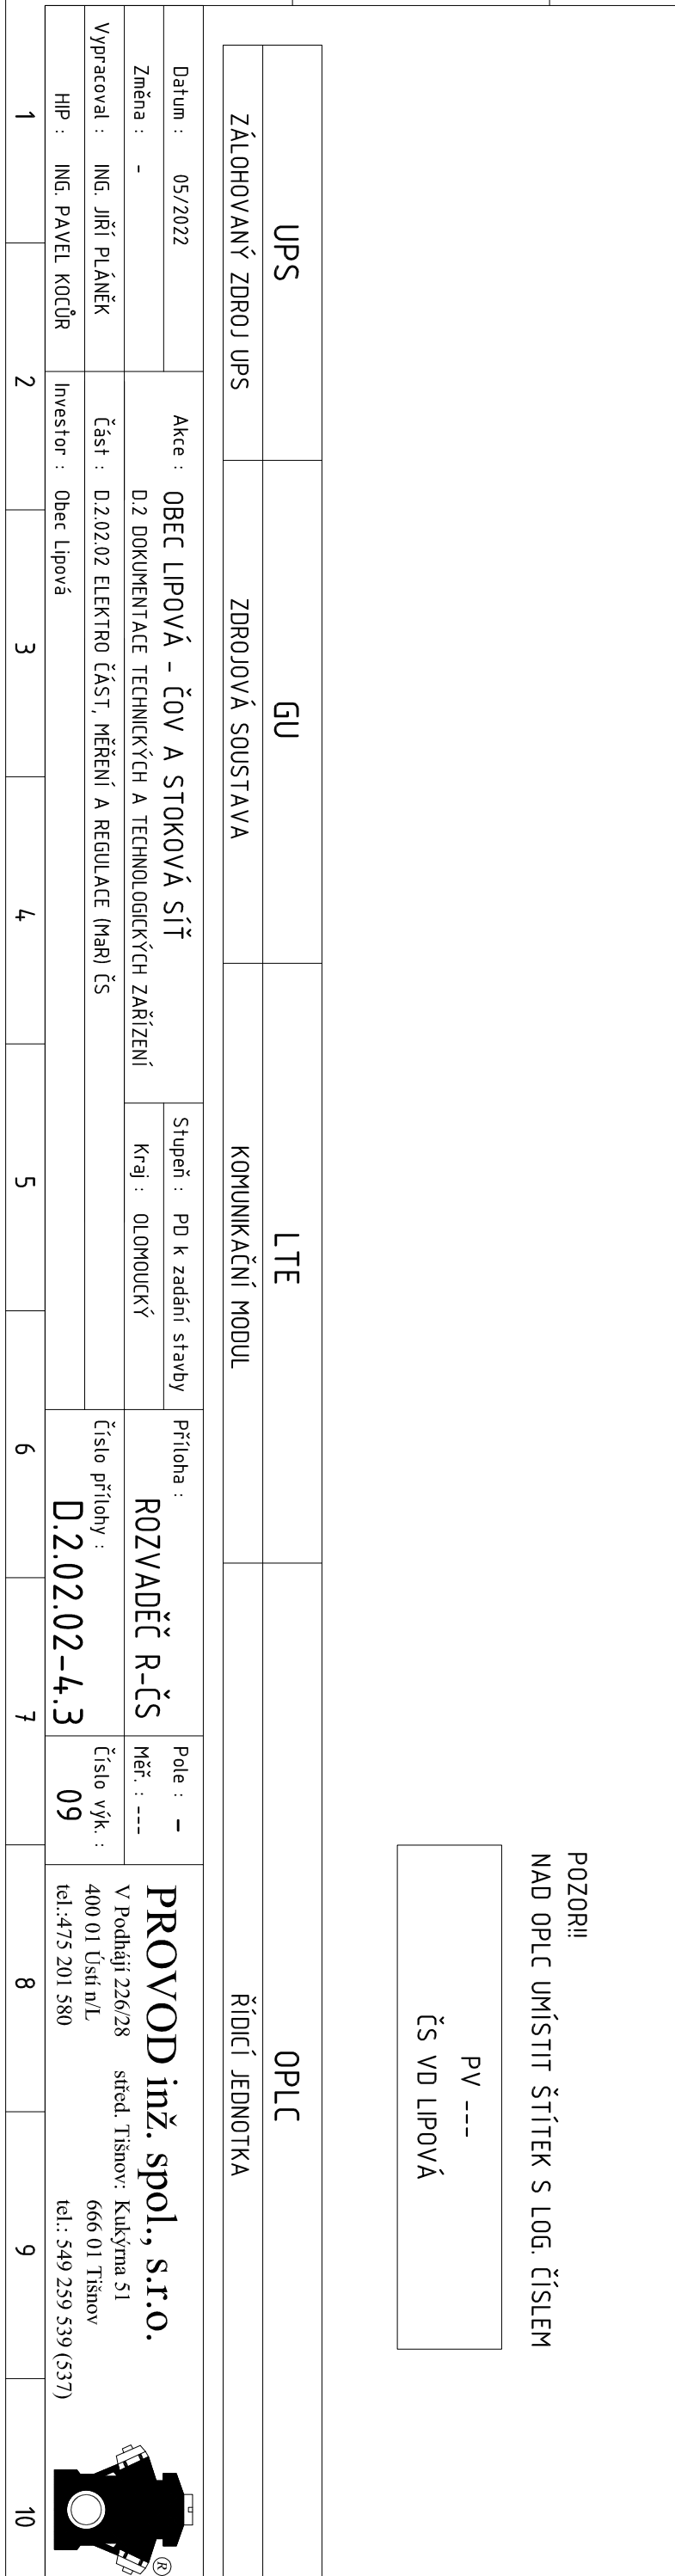 POZOR!!
NAD OPLC UMÍSTIT ŠTÍTEK S LOG. ČÍSLEM
PV ---
ČS VD LIPOVÁ
UPS
GU
LTE
OPLC
ZÁLOHOVANÝ ZDROJ UPS
ZDROJOVÁ SOUSTAVA
KOMUNIKAČNÍ MODUL
ŘÍDICÍ JEDNOTKA
Datum : 05/2022
Změna : -
Vypracoval : ING. JIŘÍ PLÁNĚK
HIP : ING. PAVEL KOCŮR
Akce : OBEC LIPOVÁ - ČOV A STOKOVÁ SÍŤ
D.2 DOKUMENTACE TECHNICKÝCH A TECHNOLOGICKÝCH ZAŘÍZENÍ
Část : D.2.02.02 ELEKTRO ČÁST, MĚŘENÍ A REGULACE (MaR) ČS
Investor : Obec Lipová
Stupeň : PD k zadání stavby
Kraj : OLOMOUCKÝ
Příloha :
ROZVADĚČ R-ČS
Číslo přílohy :
D.2.02.02-4.3
Pole : -
Měř. : ---
Číslo výk. :
09
PROVOD inž. spol., s.r.o.
V Podhájí 226/28 střed. Tišnov: Kukýrna 51
400 01 Ústí n/L 666 01 Tišnov
tel.:475 201 580 tel.: 549 259 539 (537)
®
1 2 3 4 5 6 7 8 9 10